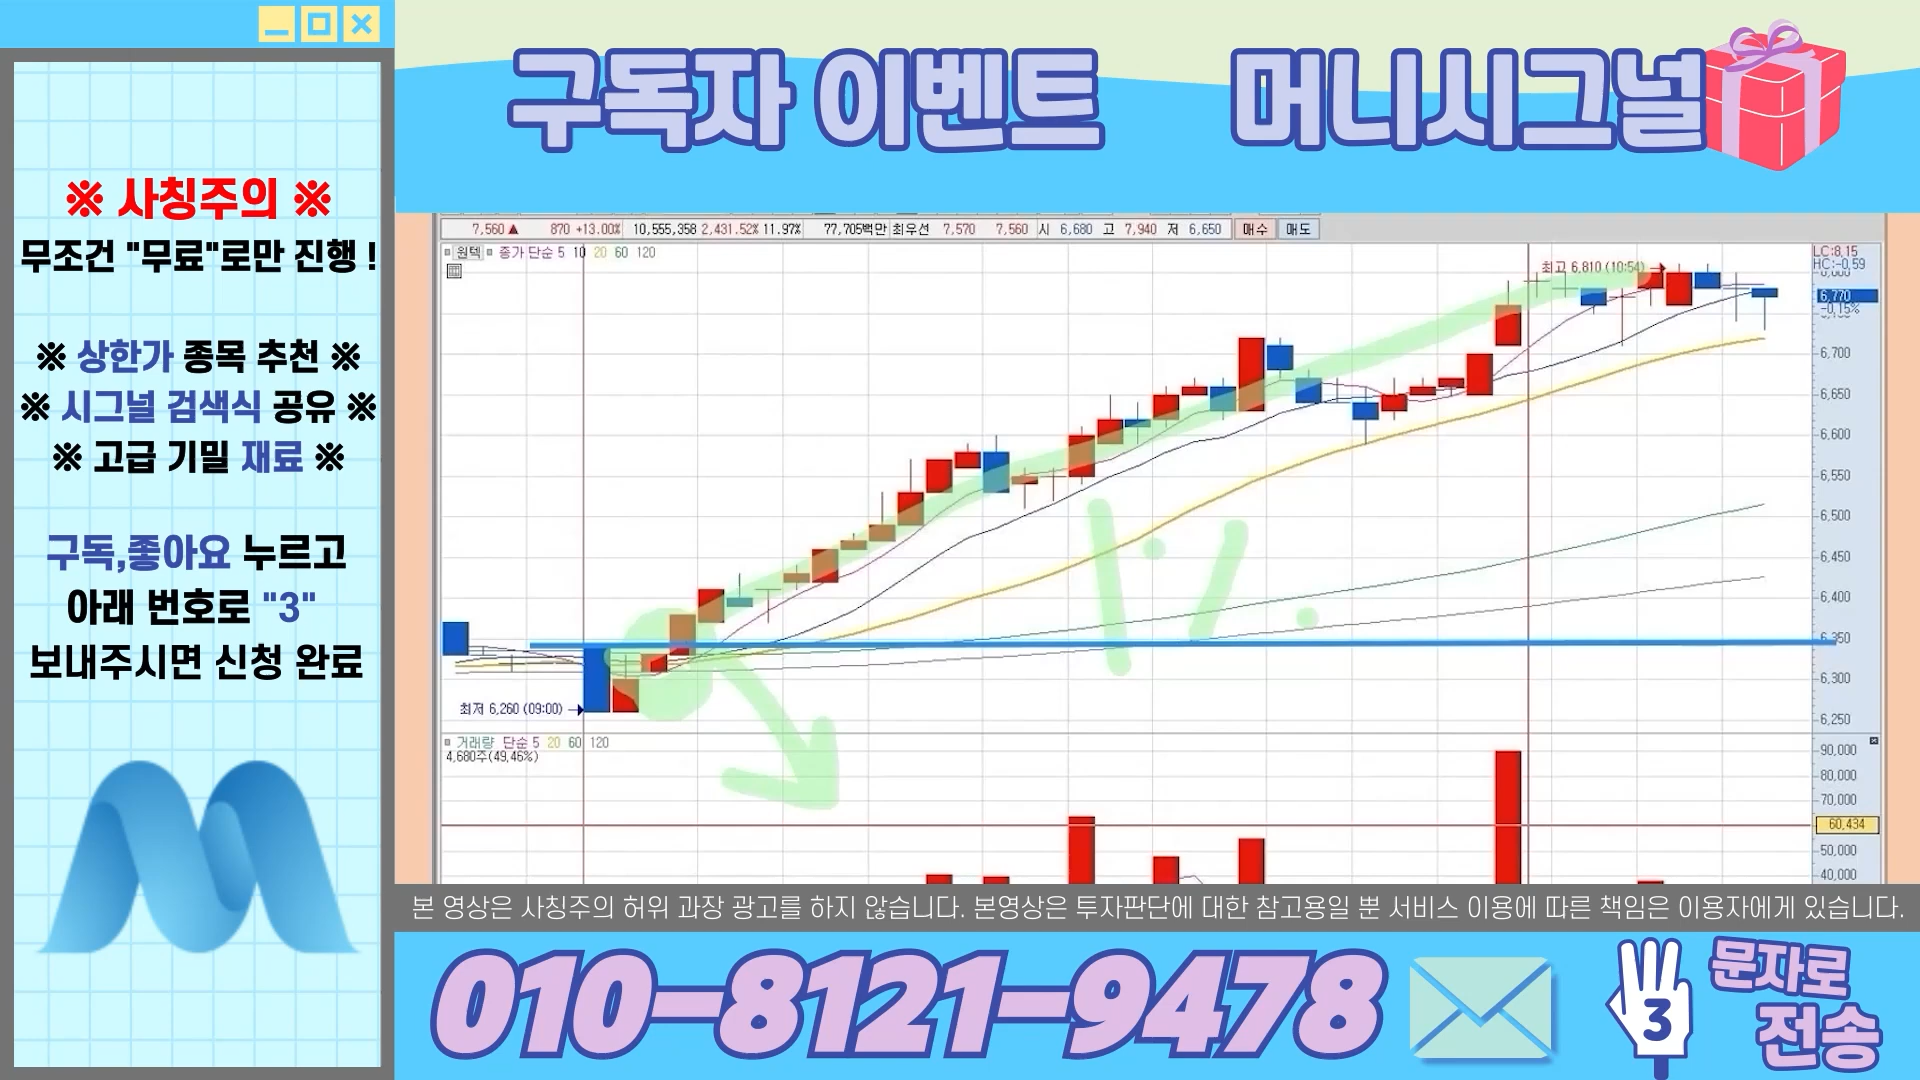 구독자 이벤트 머니시그널
※ 사칭주의 ※
무조건 "무료"로만 진행 !
※ 상한가 종목 추천 ※
※ 시그널 검색식 공유 ※
※ 고급 기밀 재료 ※
구독,좋아요 누르고
아래 번호로 "3"
보내주시면 신청 완료
7,560 ▲ 870 +13.00% 10,555,358 2,431.52% 11.97% 77,705백만 최우선 7,570 7,560 시 6,680 고 7,940 저 6,650 매수 매도
원텍 종가 단순 5 10 20 60 120
LC:8.15
HC:-0.59
최고 6,810 (10:54)
6,770
-0.15%
6,700
6,650
6,600
6,550
6,500
6,450
6,400
6,350
6,300
6,250
1%.
최저 6,260 (09:00)
거래량 단순 5 20 60 120
4,680주(49.46%)
90,000
80,000
70,000
60,434
50,000
40,000
본 영상은 사칭주의 허위 과장 광고를 하지 않습니다. 본영상은 투자판단에 대한 참고용일 뿐 서비스 이용에 따른 책임은 이용자에게 있습니다.
010-8121-9478
3
문자로
전송